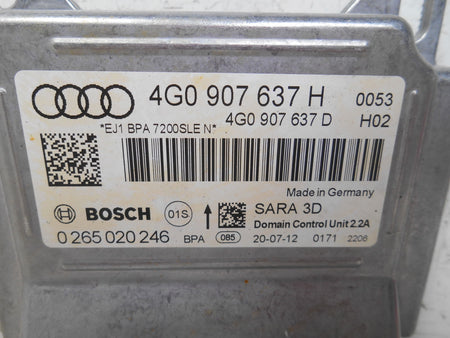 4G0 907 637 H 0053
4G0 907 637 D H02
*EJ1 BPA 7200SLE N*
Made in Germany
BOSCH 01S SARA 3D
Domain Control Unit 2.2A
0 265 020 246 BPA 085 20-07-12 0171 2206